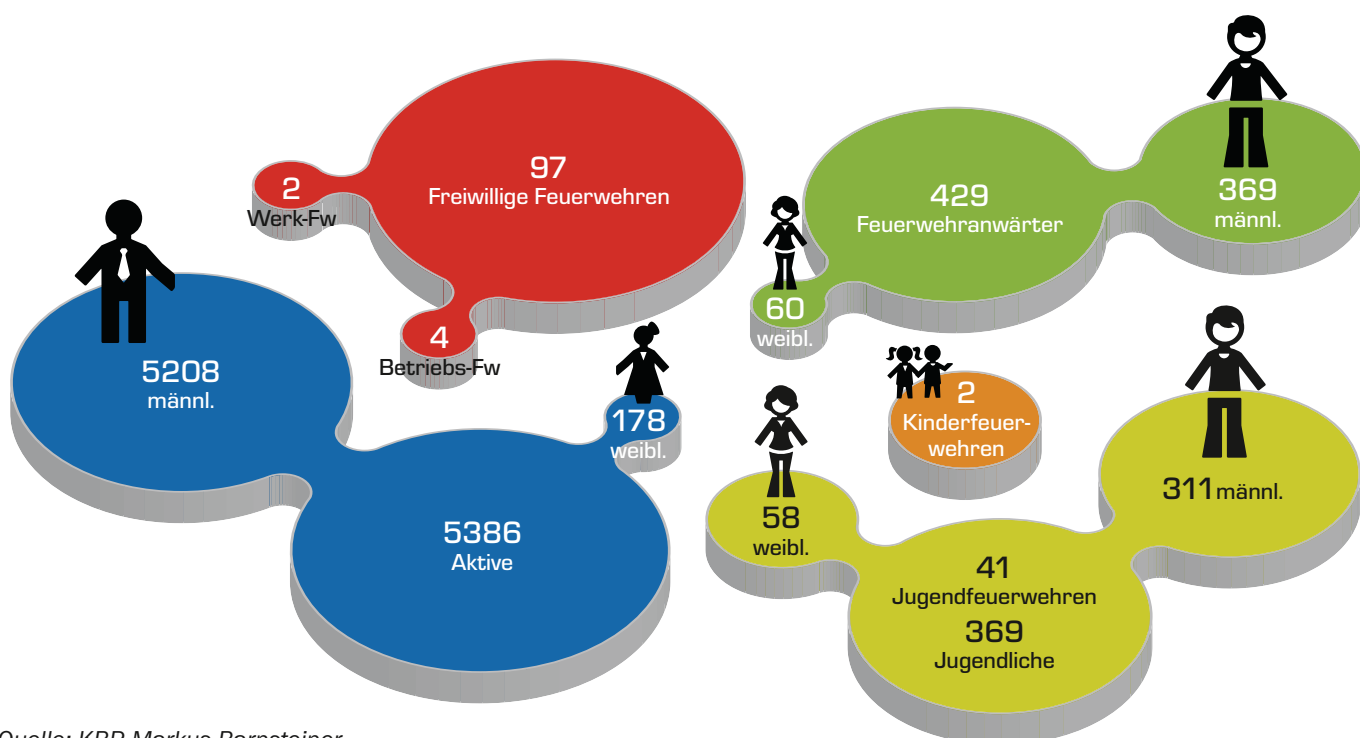 97
Freiwillige Feuerwehren
2
Werk-Fw
4
Betriebs-Fw
5208
männl.
178
weibl.
5386
Aktive
429
Feuerwehranwärter
369
männl.
60
weibl.
2
Kinderfeuer-
wehren
58
weibl.
311 männl.
41
Jugendfeuerwehren
369
Jugendliche